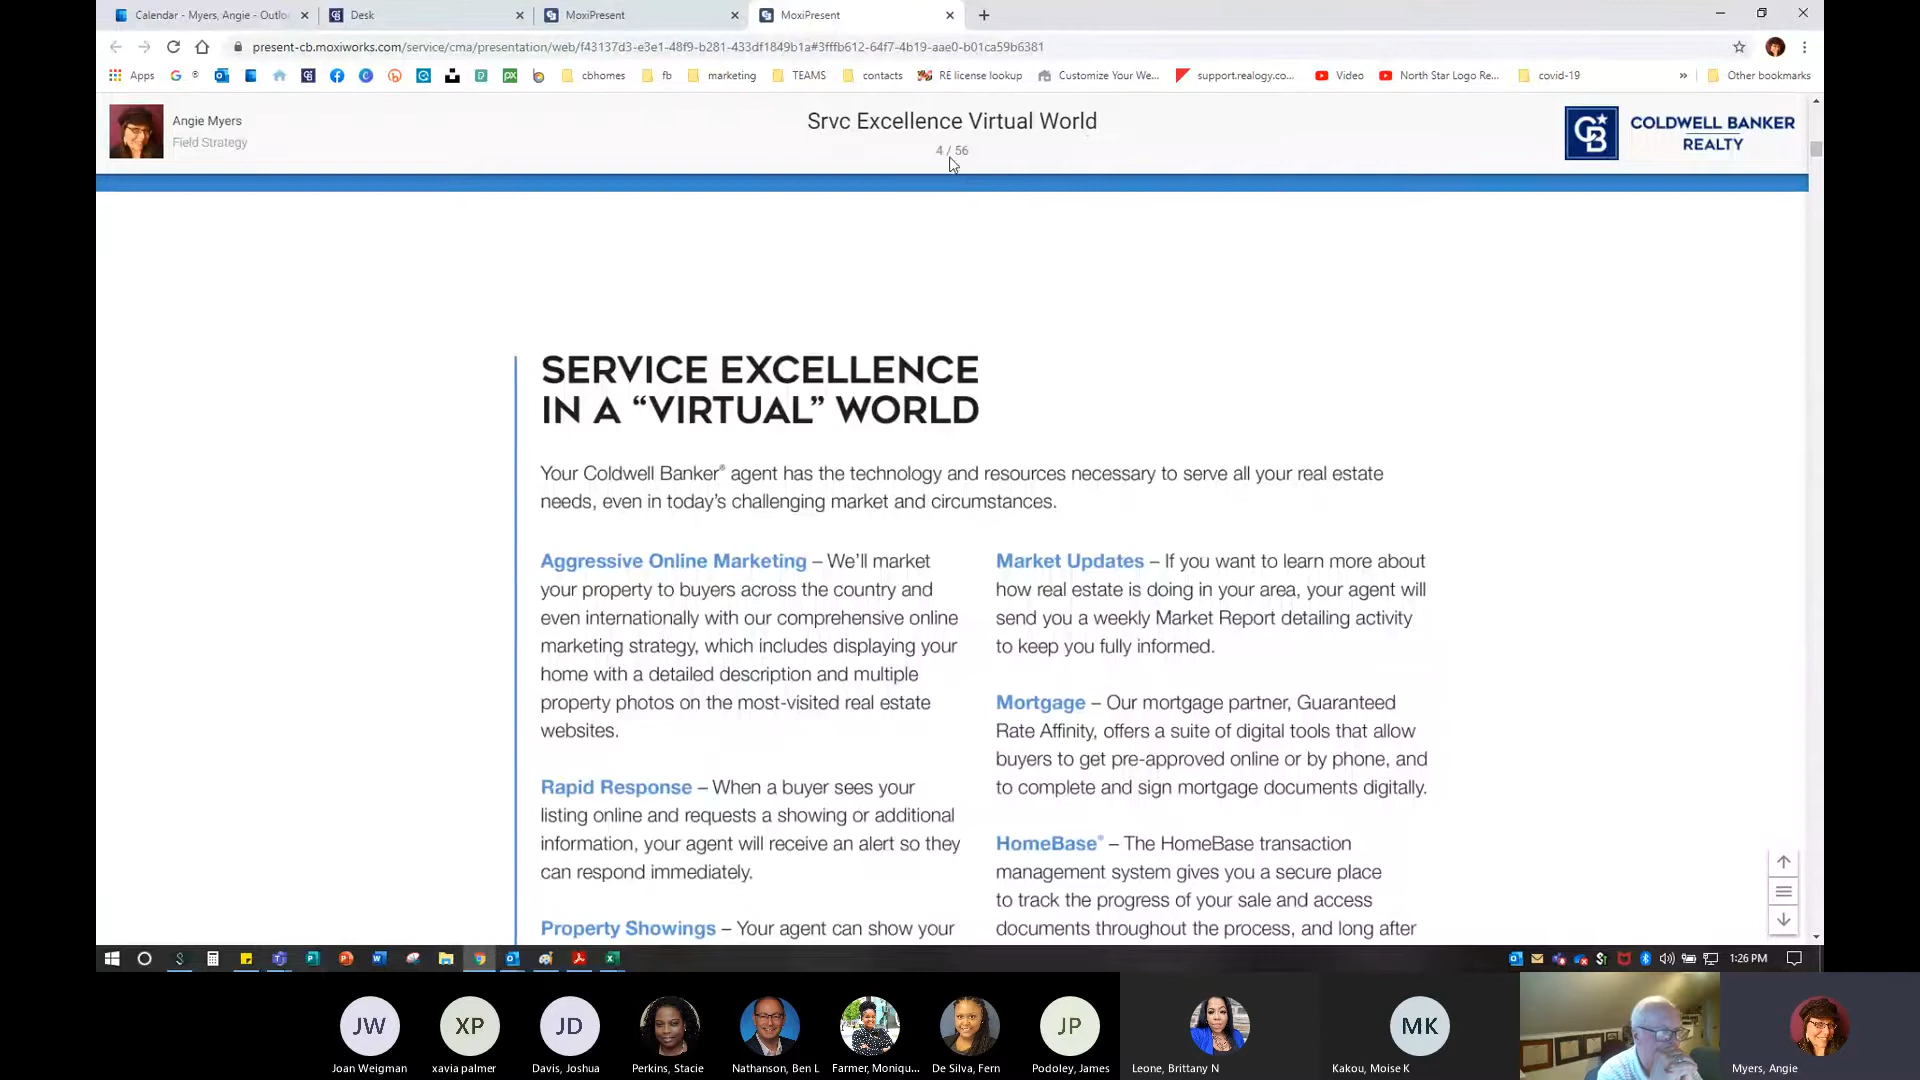 Calendar - Myers, Angie - Outlo
Desk
MoxiPresent
MoxiPresent
present-cb.moxiworks.com/service/cma/presentation/web/f43137d3-e3e1-48f9-b281-433df1849b1a#3fffb612-64f7-4b19-aae0-b01ca59b6381
Apps
cbhomes
fb
marketing
TEAMS
contacts
RE license lookup
Customize Your We...
support.realogy.co...
Video
North Star Logo Re...
covid-19
»
Other bookmarks
Angie Myers
Field Strategy
Srvc Excellence Virtual World
4 / 56
CB
COLDWELL BANKER
REALTY
SERVICE EXCELLENCE
IN A “VIRTUAL” WORLD
Your Coldwell Banker® agent has the technology and resources necessary to serve all your real estate
needs, even in today’s challenging market and circumstances.
Aggressive Online Marketing – We’ll market
your property to buyers across the country and
even internationally with our comprehensive online
marketing strategy, which includes displaying your
home with a detailed description and multiple
property photos on the most-visited real estate
websites.
Rapid Response – When a buyer sees your
listing online and requests a showing or additional
information, your agent will receive an alert so they
can respond immediately.
Property Showings – Your agent can show your
Market Updates – If you want to learn more about
how real estate is doing in your area, your agent will
send you a weekly Market Report detailing activity
to keep you fully informed.
Mortgage – Our mortgage partner, Guaranteed
Rate Affinity, offers a suite of digital tools that allow
buyers to get pre-approved online or by phone, and
to complete and sign mortgage documents digitally.
HomeBase® – The HomeBase transaction
management system gives you a secure place
to track the progress of your sale and access
documents throughout the process, and long after
1:26 PM
JW
XP
JD
JP
MK
Joan Weigman
xavia palmer
Davis, Joshua
Perkins, Stacie
Nathanson, Ben L
Farmer, Moniqu...
De Silva, Fern
Podoley, James
Leone, Brittany N
Kakou, Moise K
Myers, Angie